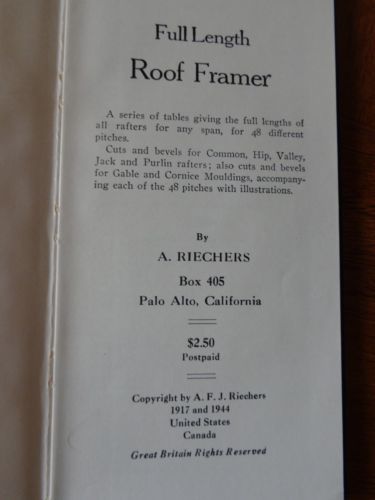 Full Length
Roof Framer
A series of tables giving the full lengths of
all rafters for any span, for 48 different
pitches.
Cuts and bevels for Common, Hip, Valley,
Jack and Purlin rafters; also cuts and bevels
for Gable and Cornice Mouldings, accompany-
ing each of the 48 pitches with illustrations.
By
A. RIECHERS
Box 405
Palo Alto, California
$2.50
Postpaid
Copyright by A. F. J. Riechers
1917 and 1944
United States
Canada
Great Britain Rights Reserved